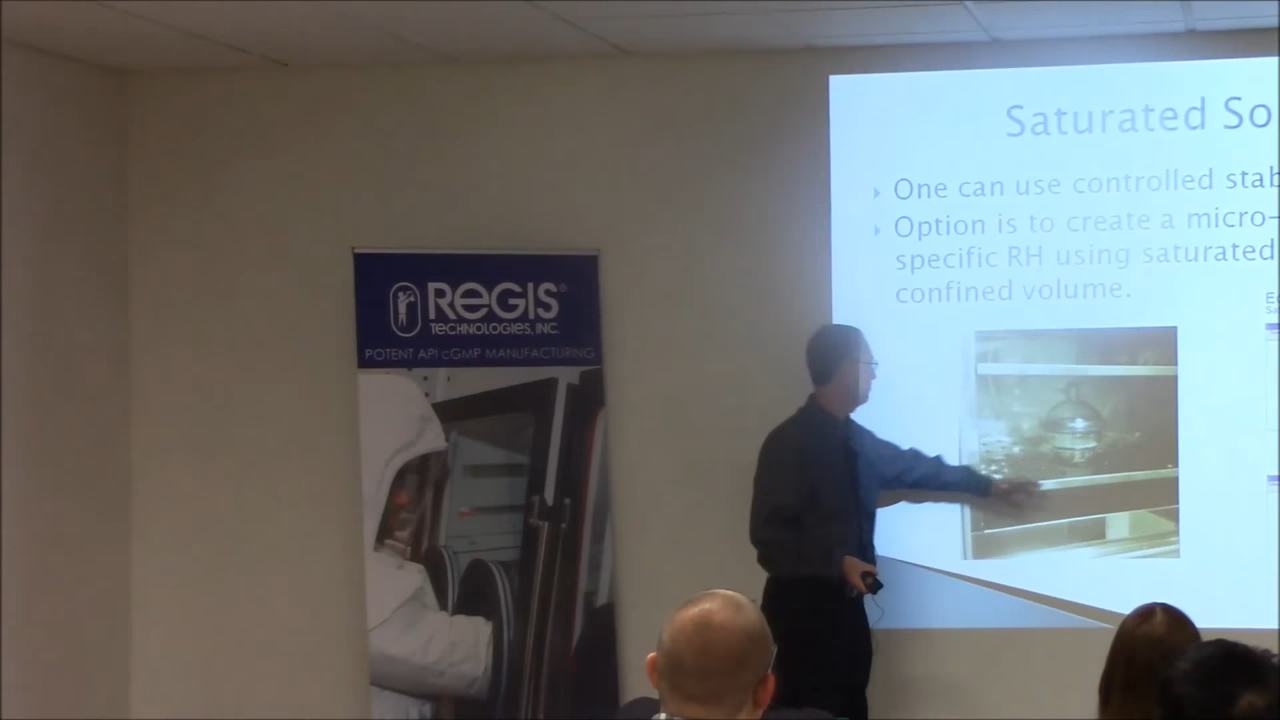 REGIS®
TECHNOLOGIES, INC.
POTENT API cGMP MANUFACTURING
Saturated So
One can use controlled stab
Option is to create a micro-
specific RH using saturated
confined volume.